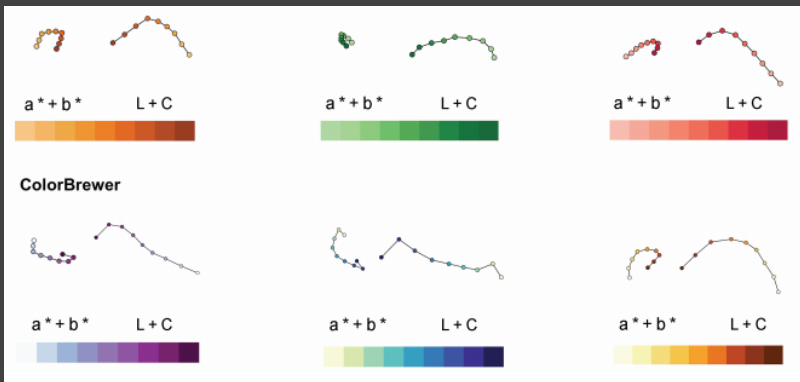 a * + b * L + C a * + b * L + C a * + b * L + C
ColorBrewer
a * + b * L + C a * + b * L + C a * + b * L + C